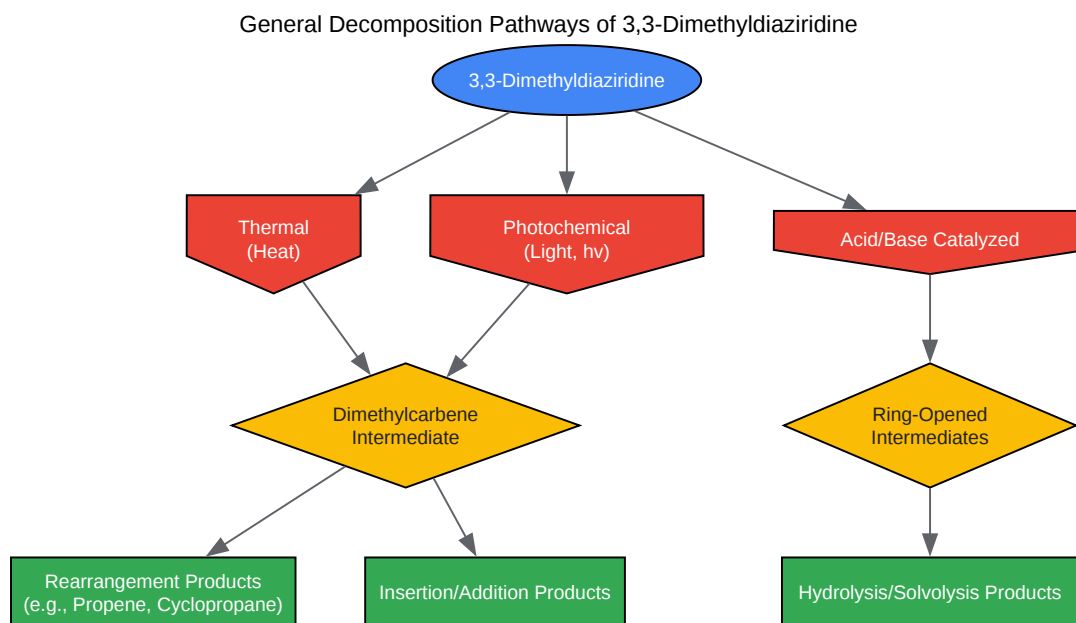 General Decomposition Pathways of 3,3-Dimethyldiaziridine
3,3-Dimethyldiaziridine
Thermal
(Heat)
Photochemical
(Light, hv)
Acid/Base Catalyzed
Dimethylcarbene
Intermediate
Ring-Opened
Intermediates
Rearrangement Products
(e.g., Propene, Cyclopropane)
Insertion/Addition Products
Hydrolysis/Solvolysis Products